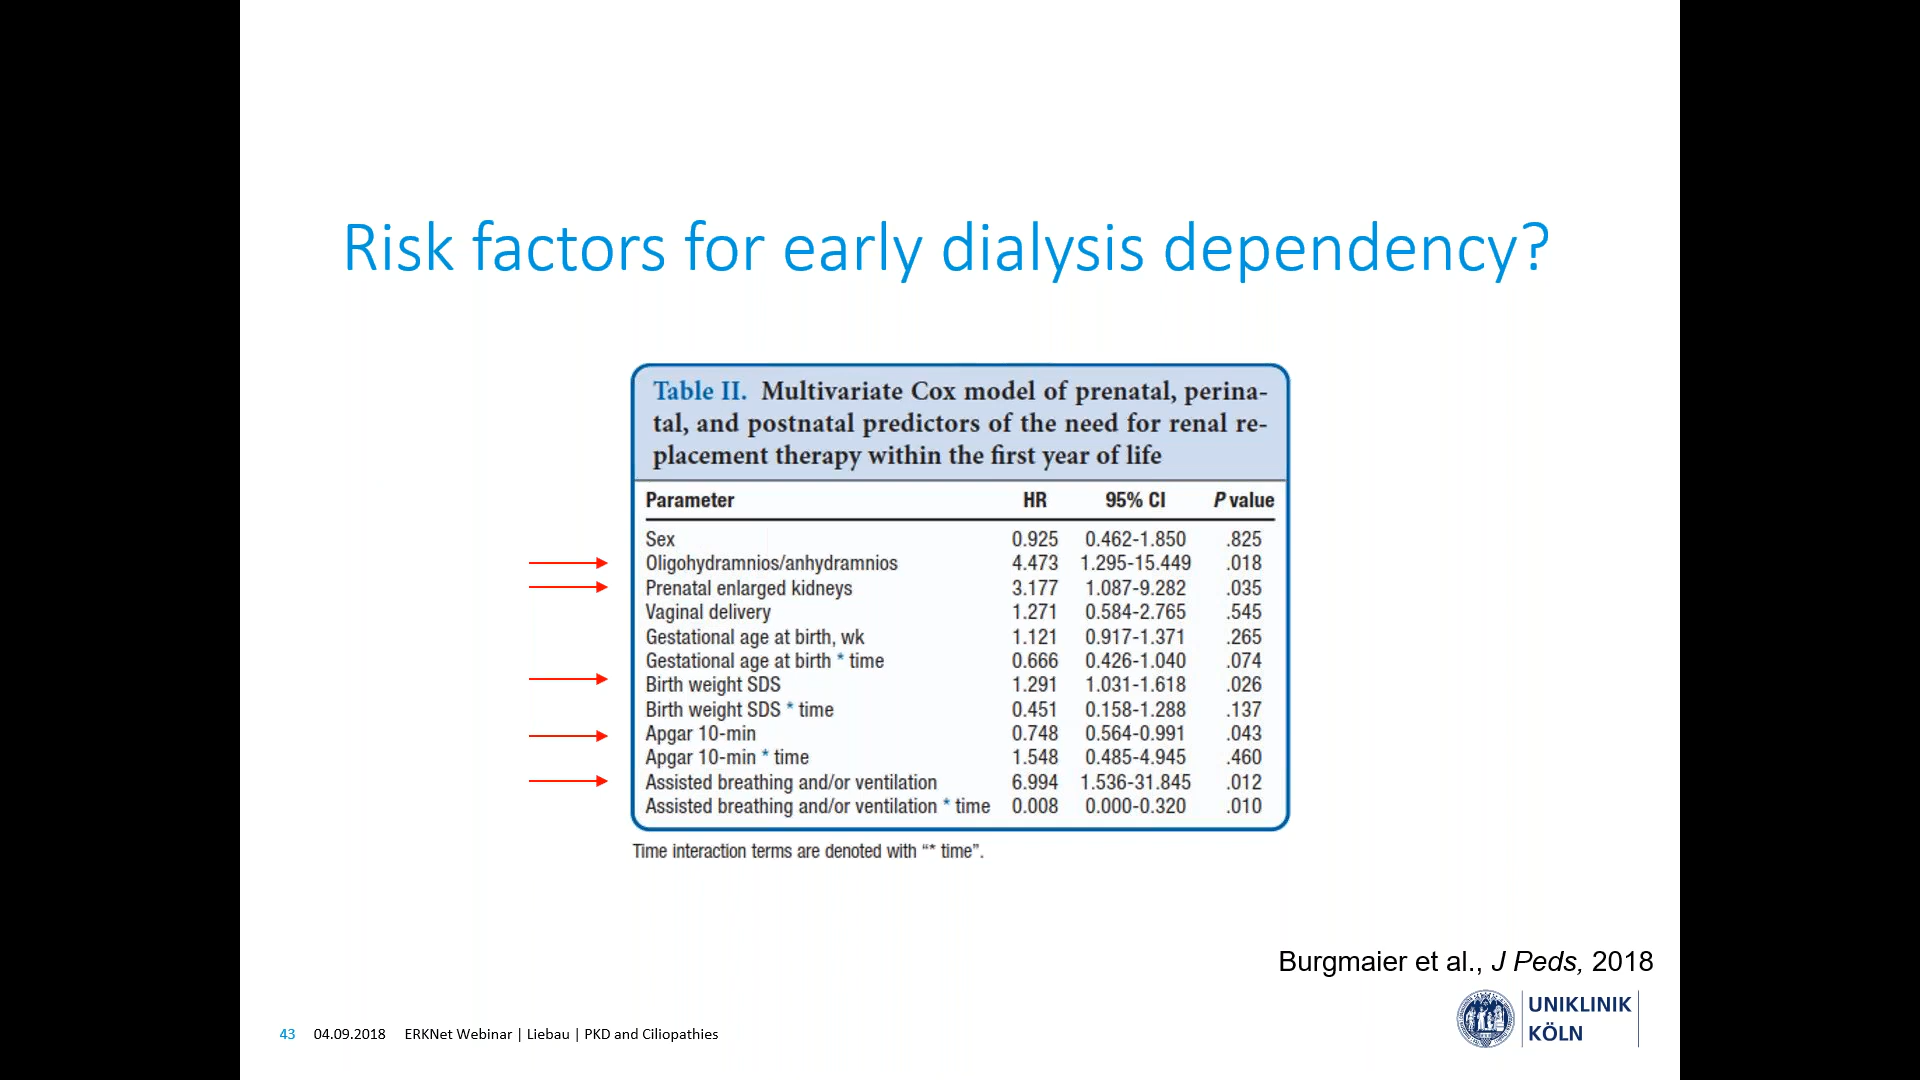 Risk factors for early dialysis dependency?
Table II. Multivariate Cox model of prenatal, perina-
tal, and postnatal predictors of the need for renal re-
placement therapy within the first year of life
Parameter HR 95% CI P value
Sex 0.925 0.462-1.850 .825
Oligohydramnios/anhydramnios 4.473 1.295-15.449 .018
Prenatal enlarged kidneys 3.177 1.087-9.282 .035
Vaginal delivery 1.271 0.584-2.765 .545
Gestational age at birth, wk 1.121 0.917-1.371 .265
Gestational age at birth * time 0.666 0.426-1.040 .074
Birth weight SDS 1.291 1.031-1.618 .026
Birth weight SDS * time 0.451 0.158-1.288 .137
Apgar 10-min 0.748 0.564-0.991 .043
Apgar 10-min * time 1.548 0.485-4.945 .460
Assisted breathing and/or ventilation 6.994 1.536-31.845 .012
Assisted breathing and/or ventilation * time 0.008 0.000-0.320 .010
Time interaction terms are denoted with “* time”.
Burgmaier et al., J Peds, 2018
UNIKLINIK
KÖLN
43 04.09.2018 ERKNet Webinar | Liebau | PKD and Ciliopathies